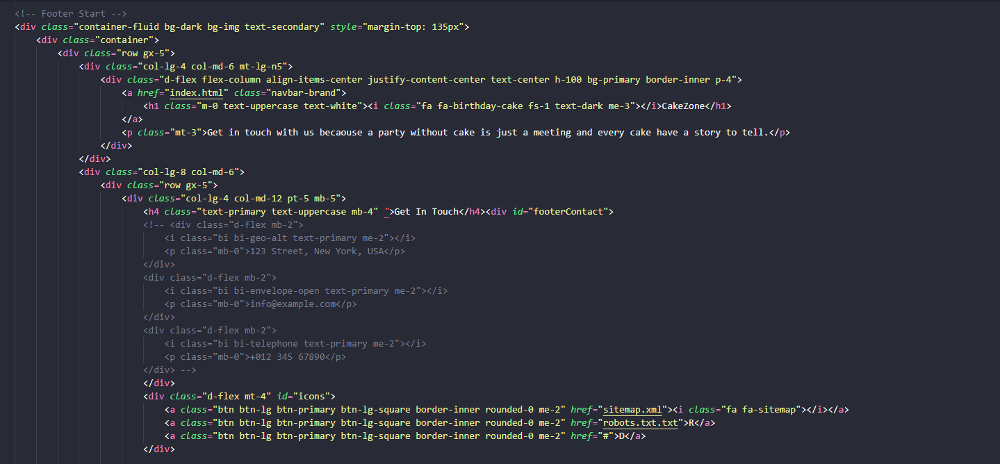 <!-- Footer Start -->
<div class="container-fluid bg-dark bg-img text-secondary" style="margin-top: 135px">
    <div class="container">
        <div class="row gx-5">
            <div class="col-lg-4 col-md-6 mt-lg-n5">
                <div class="d-flex flex-column align-items-center justify-content-center text-center h-100 bg-primary border-inner p-4">
                    <a href="index.html" class="navbar-brand">
                        <h1 class="m-0 text-uppercase text-white"><i class="fa fa-birthday-cake fs-1 text-dark me-3"></i>CakeZone</h1>
                    </a>
                    <p class="mt-3">Get in touch with us becaouse a party without cake is just a meeting and every cake have a story to tell.</p>
                </div>
            </div>
            <div class="col-lg-8 col-md-6">
                <div class="row gx-5">
                    <div class="col-lg-4 col-md-12 pt-5 mb-5">
                        <h4 class="text-primary text-uppercase mb-4" ">Get In Touch</h4><div id="footerContact">
                        <!-- <div class="d-flex mb-2">
                            <i class="bi bi-geo-alt text-primary me-2"></i>
                            <p class="mb-0">123 Street, New York, USA</p>
                        </div>
                        <div class="d-flex mb-2">
                            <i class="bi bi-envelope-open text-primary me-2"></i>
                            <p class="mb-0">info@example.com</p>
                        </div>
                        <div class="d-flex mb-2">
                            <i class="bi bi-telephone text-primary me-2"></i>
                            <p class="mb-0">+012 345 67890</p>
                        </div> -->
                        </div>
                        <div class="d-flex mt-4" id="icons">
                            <a class="btn btn-lg btn-primary btn-lg-square border-inner rounded-0 me-2" href="sitemap.xml"><i class="fa fa-sitemap"></i></a>
                            <a class="btn btn-lg btn-primary btn-lg-square border-inner rounded-0 me-2" href="robots.txt.txt">R</a>
                            <a class="btn btn-lg btn-primary btn-lg-square border-inner rounded-0 me-2" href="#">D</a>
                        </div>